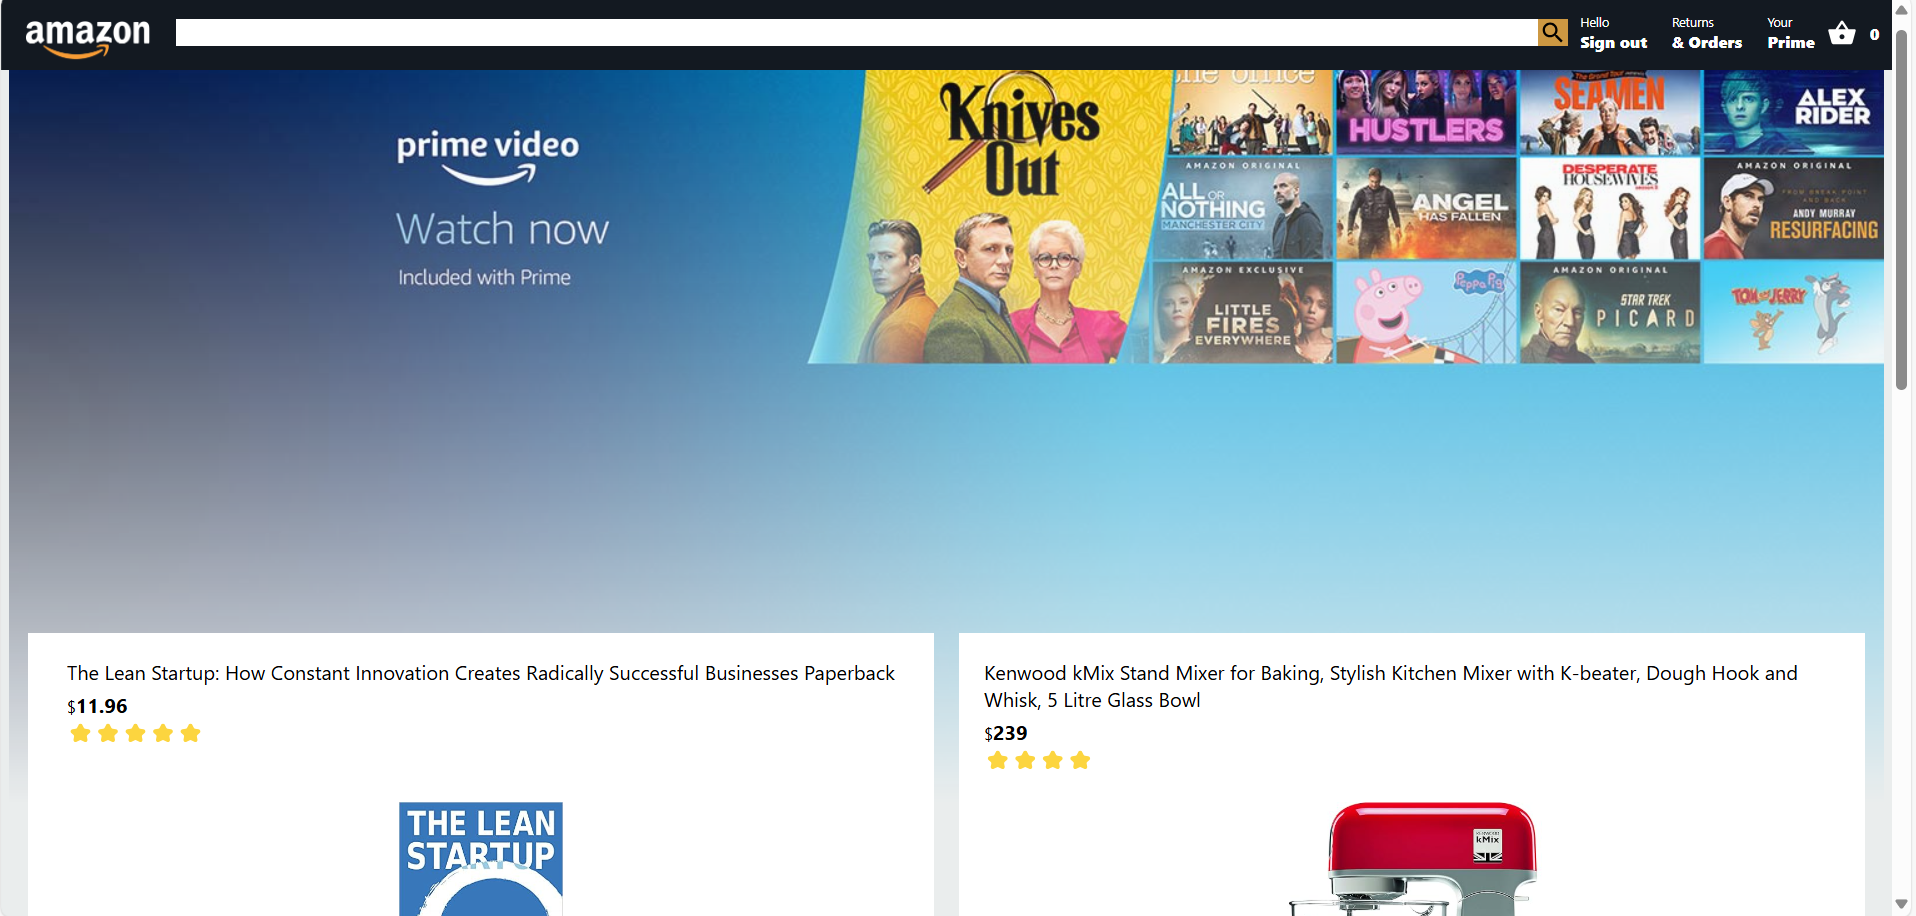 amazon
Hello
Sign out
Returns
& Orders
Your
Prime
0
prime video
Watch now
Included with Prime
Knives
Out
the office
HUSTLERS
The Grand Tour
SEAMEN
ALEX
RIDER
AMAZON ORIGINAL
ALL OR
NOTHING
MANCHESTER CITY
ANGEL
HAS FALLEN
DESPERATE
HOUSEWIVES
AMAZON ORIGINAL
FROM BREAK POINT
AND BACK
ANDY MURRAY
RESURFACING
AMAZON EXCLUSIVE
LITTLE
FIRES
EVERYWHERE
Peppa Pig
AMAZON ORIGINAL
STAR TREK
PICARD
TOM and JERRY
The Lean Startup: How Constant Innovation Creates Radically Successful Businesses Paperback
$11.96
THE LEAN
STARTUP
Kenwood kMix Stand Mixer for Baking, Stylish Kitchen Mixer with K-beater, Dough Hook and
Whisk, 5 Litre Glass Bowl
$239
KENWOOD
kMix